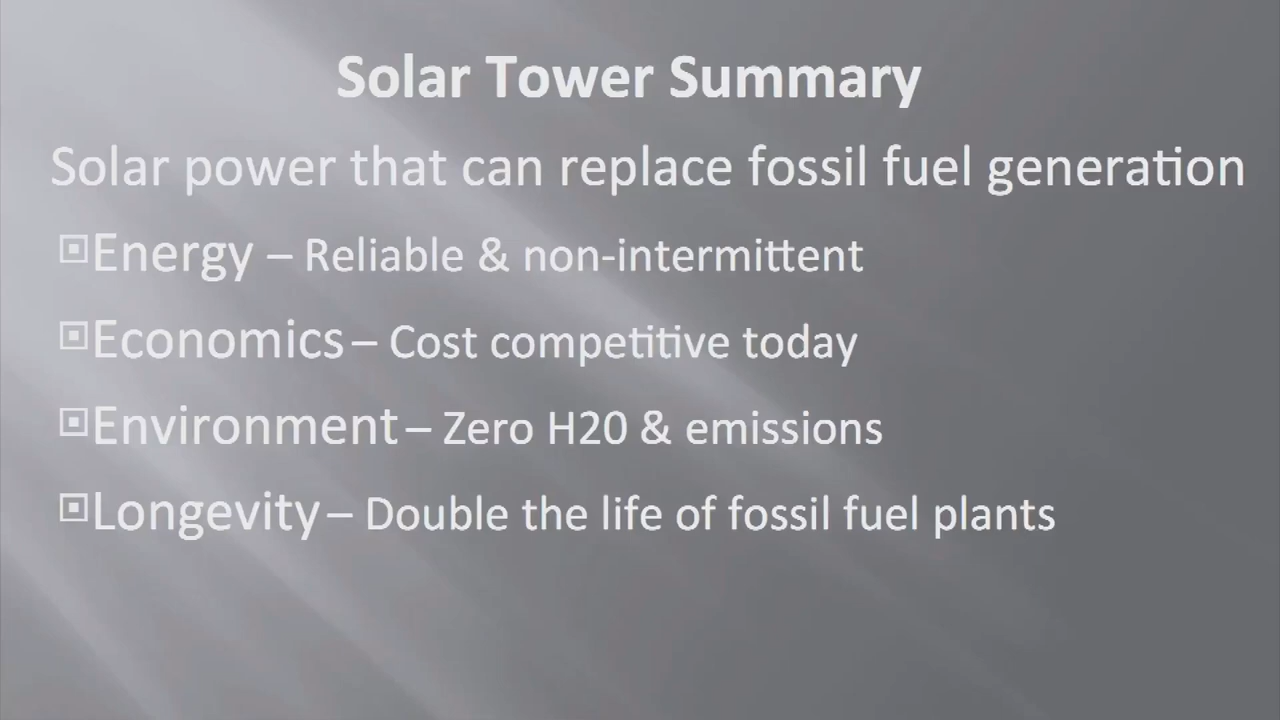 Solar Tower Summary
Solar power that can replace fossil fuel generation
Energy – Reliable & non-intermittent
Economics – Cost competitive today
Environment – Zero H20 & emissions
Longevity – Double the life of fossil fuel plants